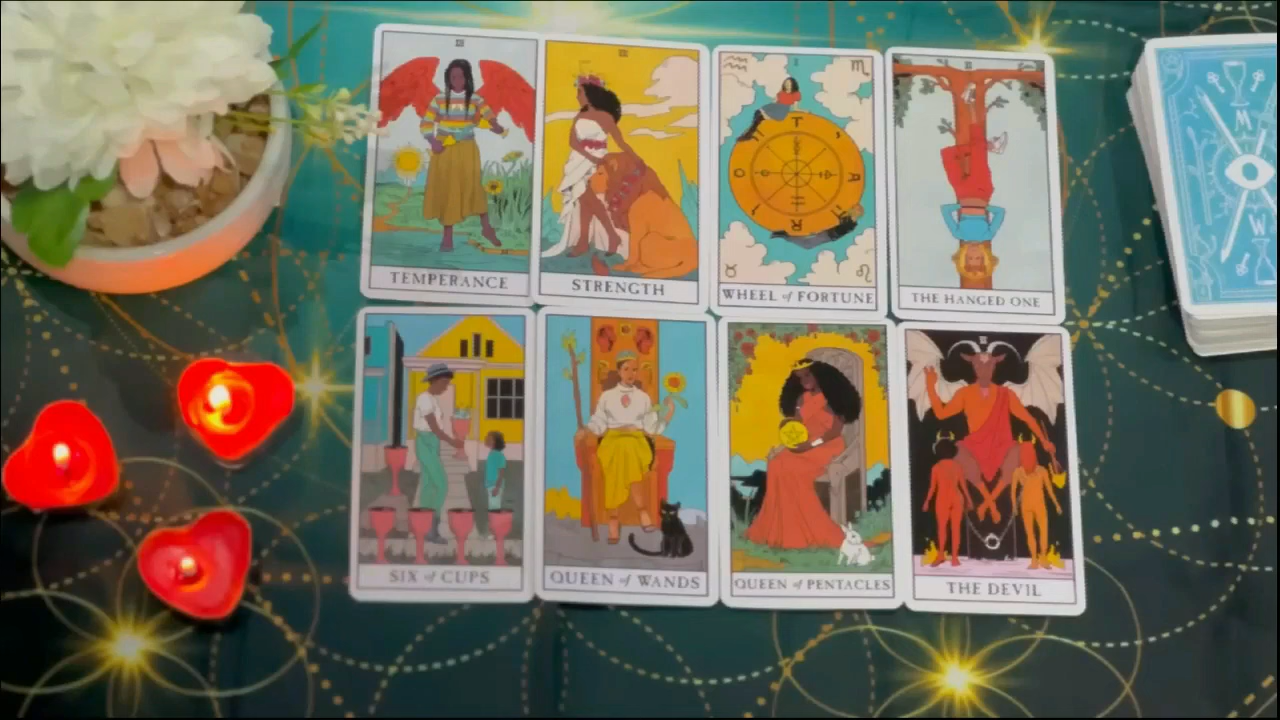 TEMPERANCE
STRENGTH
WHEEL of FORTUNE
THE HANGED ONE
SIX of CUPS
QUEEN of WANDS
QUEEN of PENTACLES
THE DEVIL
M
W